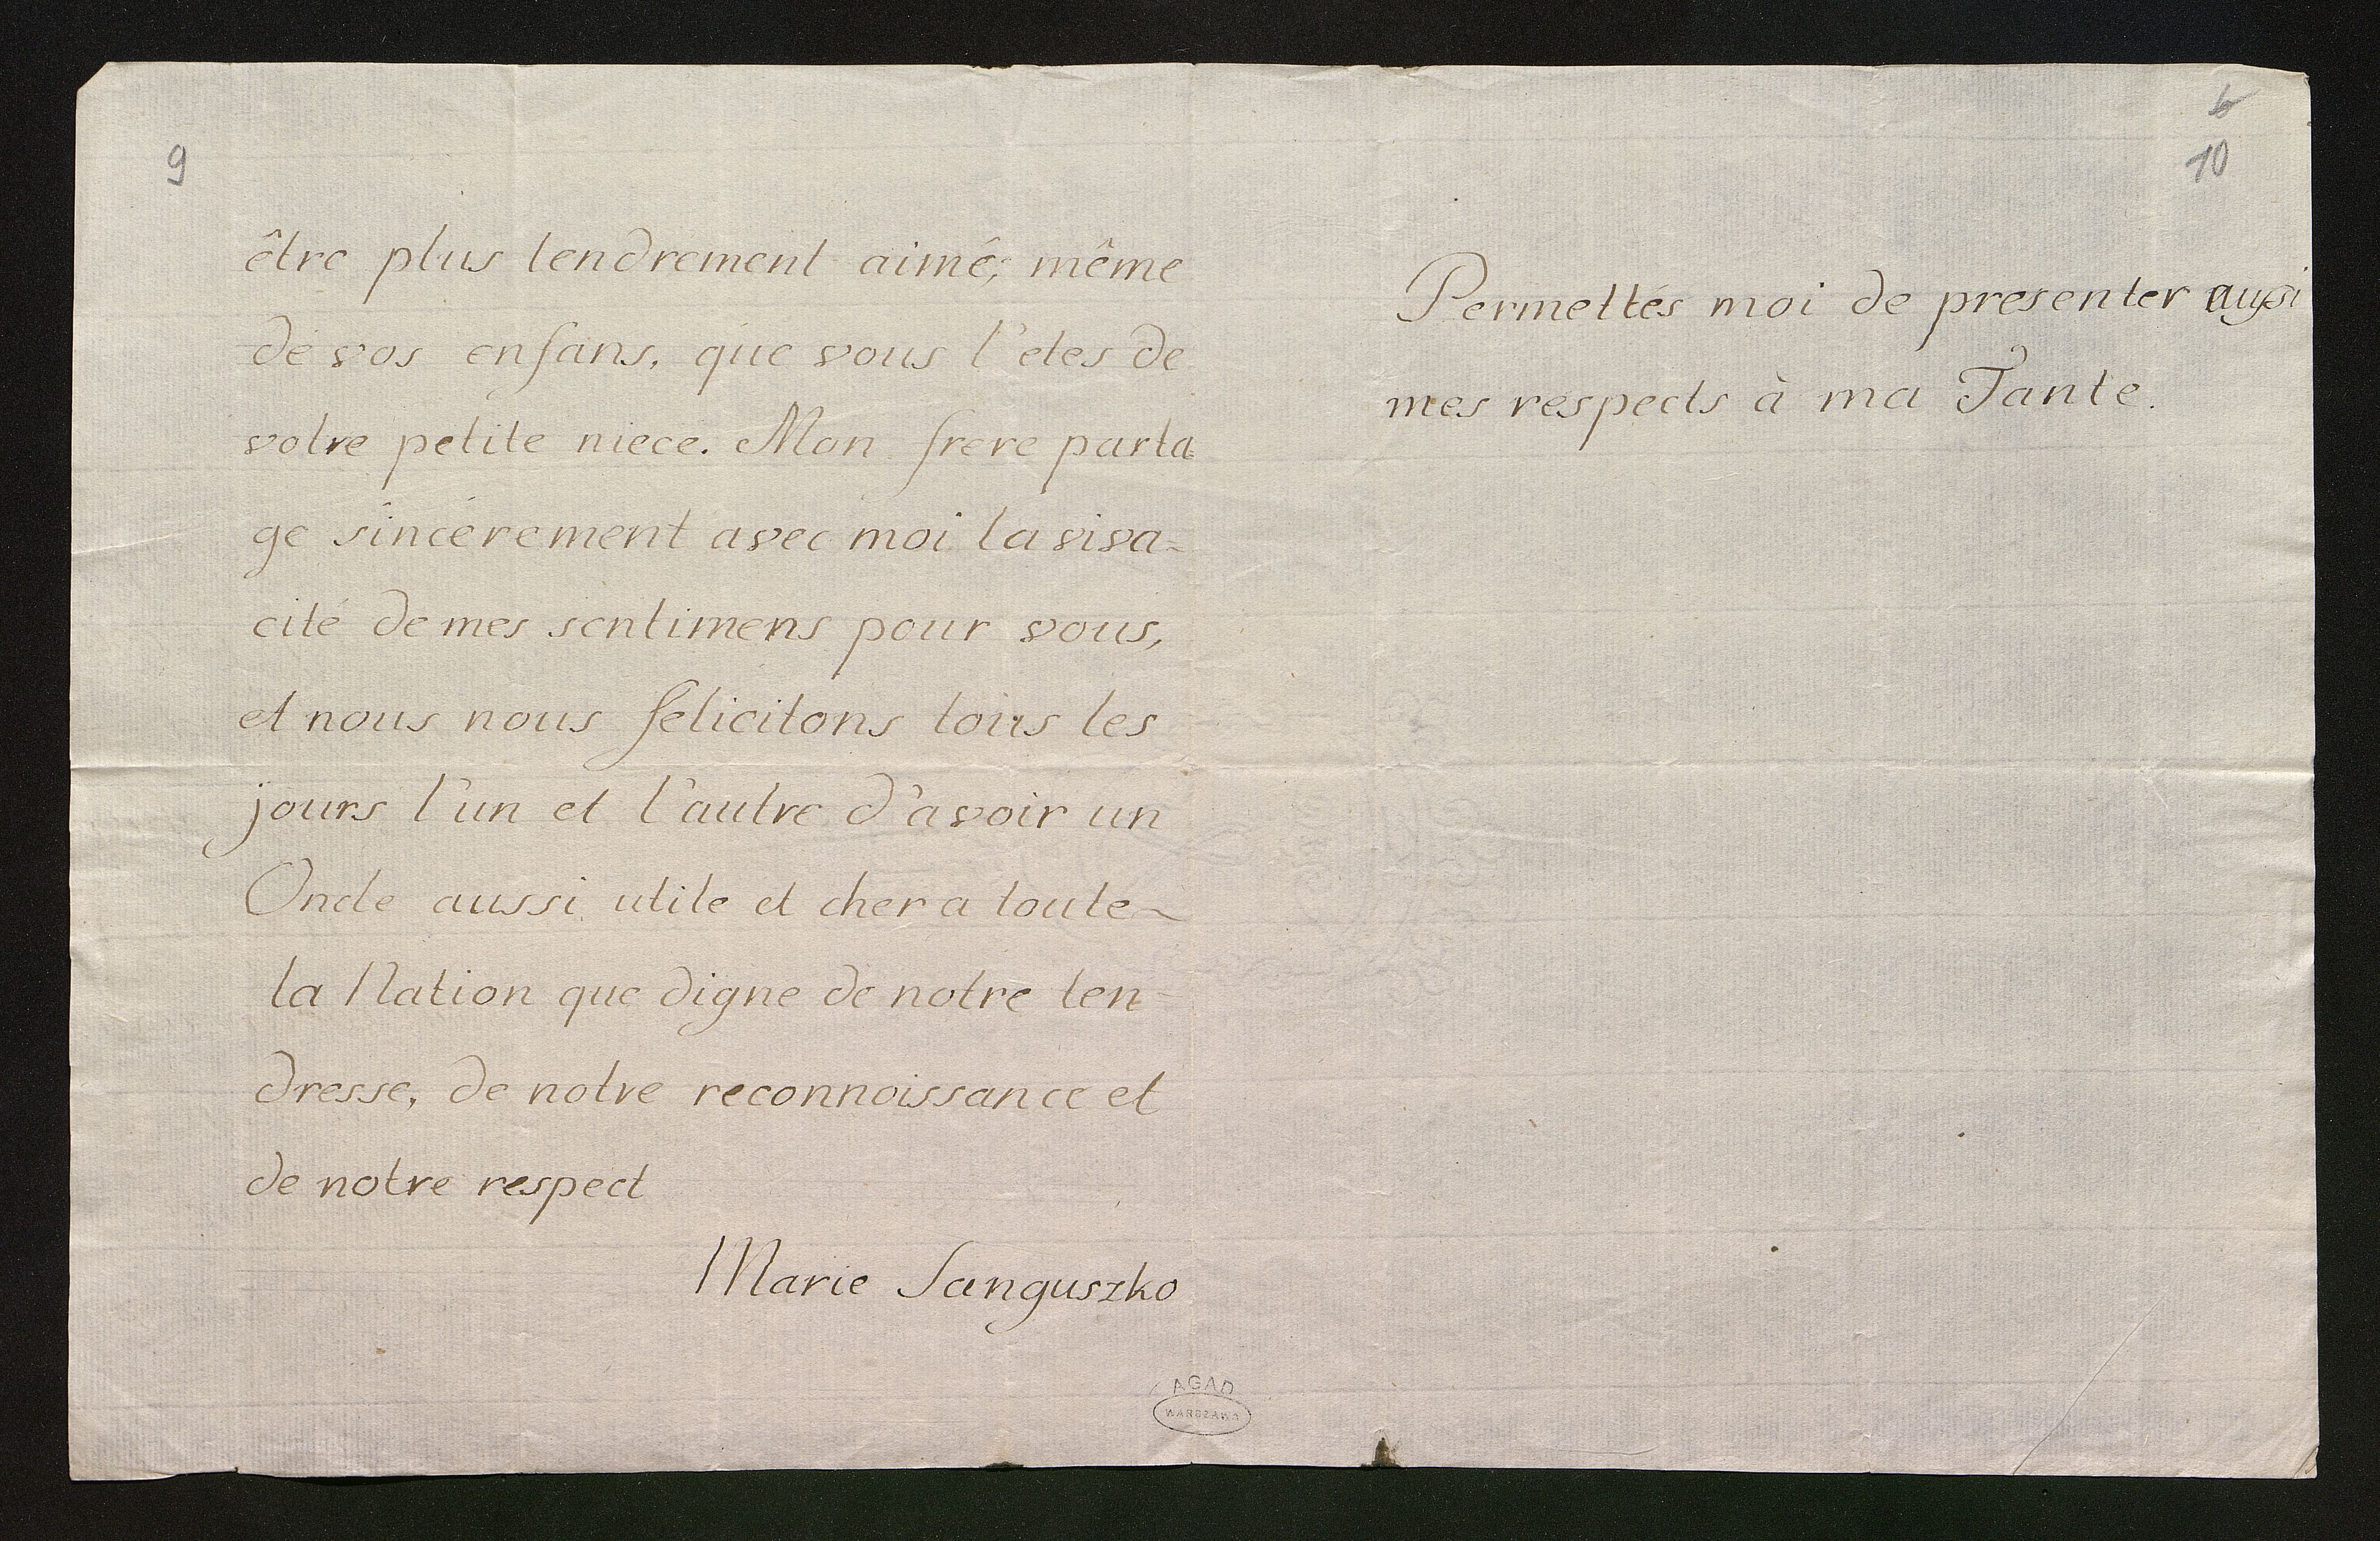 9
être plus tendrement aimé, même
de vos enfans, que vous l'etes de
votre petite niece. Mon frere parta=
ge sincérement avec moi la viva=
cité de mes sentimens pour vous,
et nous nous felicitons tous les
jours l'un et l'autre d'avoir un
Oncle aussi utile et cher a toute
la Nation que digne de notre ten-
dresse, de notre reconnoissance et
de notre respect
Marie Sanguszko
AGAD
WARSZAWA
6
10
Permettés moi de presenter aussi
mes respects à ma Tante.